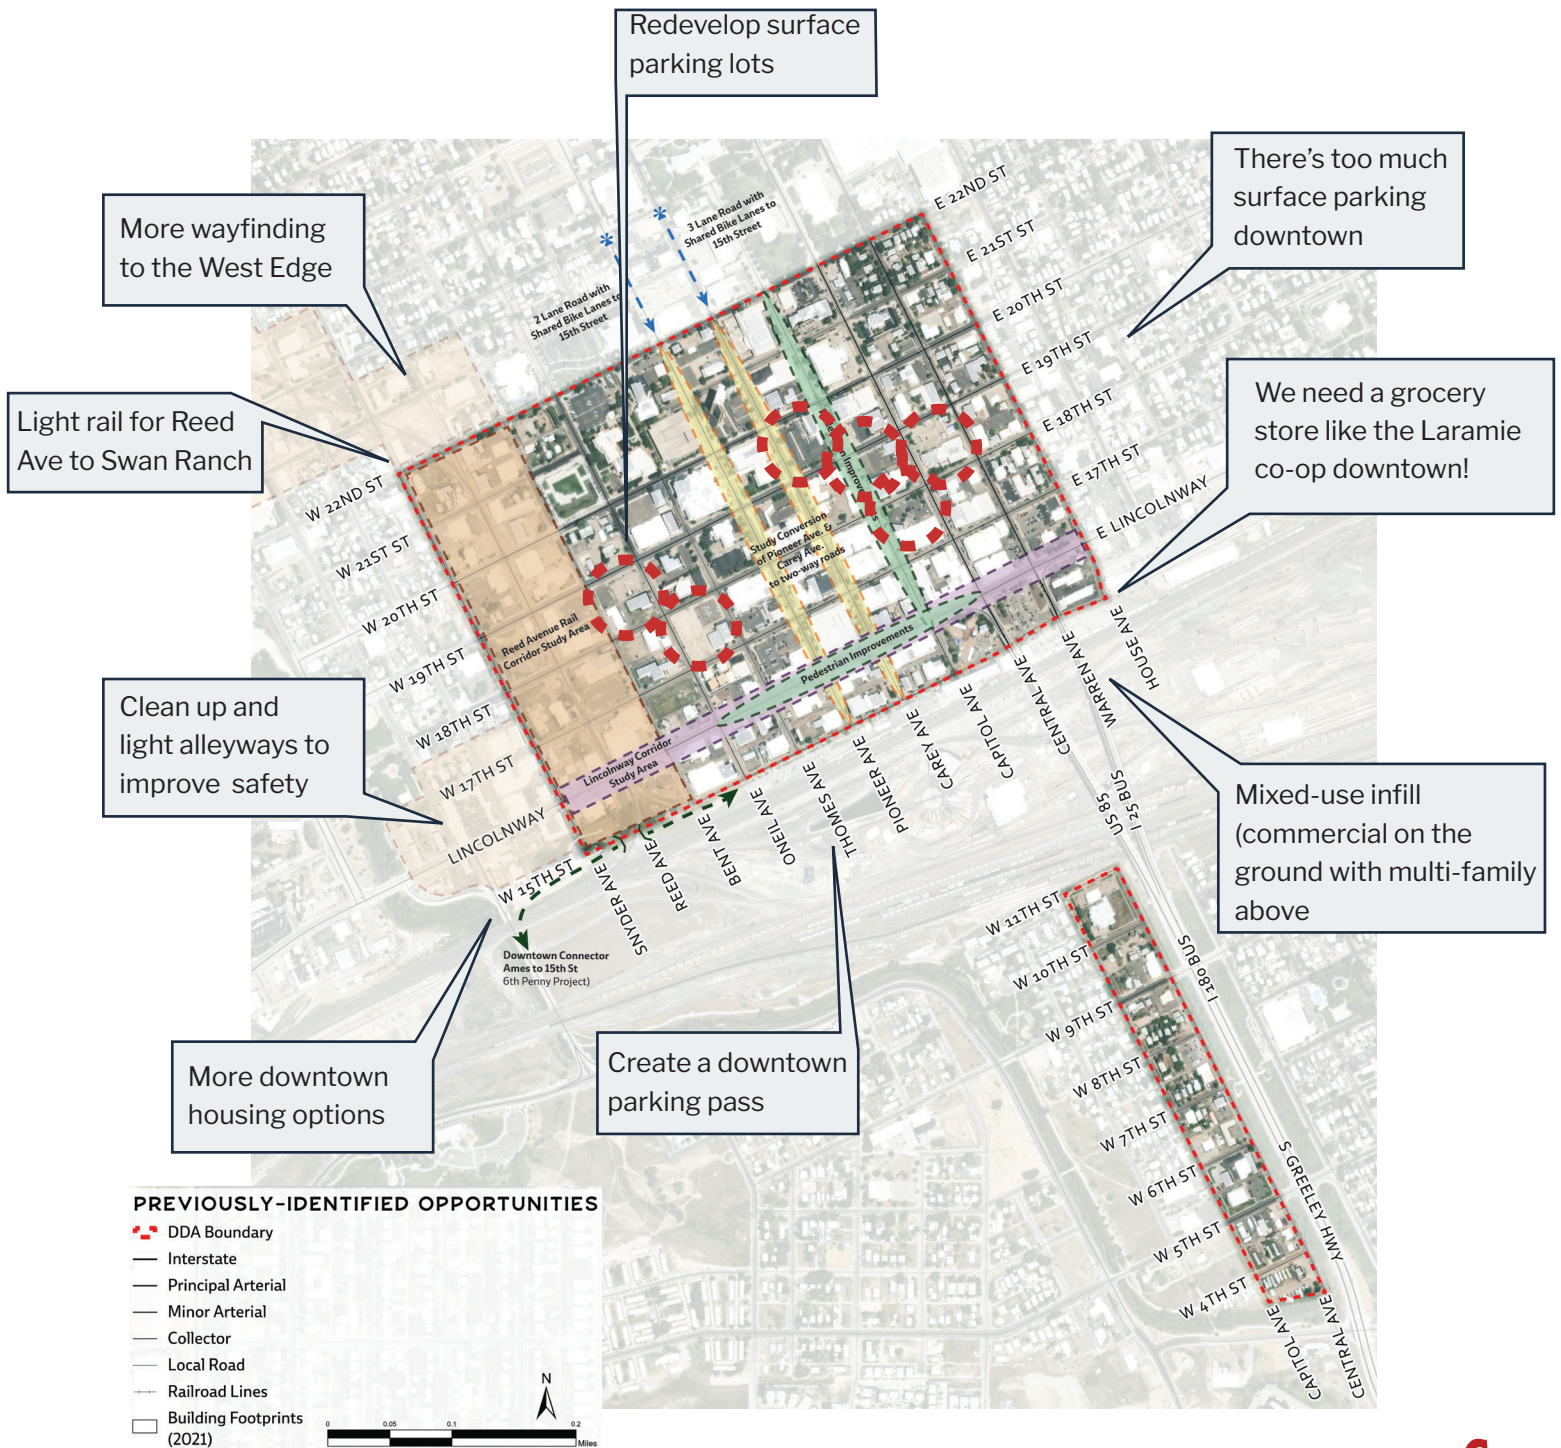 Redevelop surface
parking lots
There's too much
surface parking
downtown
More wayfinding
to the West Edge
Light rail for Reed
Ave to Swan Ranch
We need a grocery
store like the Laramie
co-op downtown!
Clean up and
light alleyways to
improve safety
Mixed-use infill
(commercial on the
ground with multi-family
above
More downtown
housing options
Create a downtown
parking pass
*
3 Lane Road with
Shared Bike Lanes to
15th Street
*
2 Lane Road with
Shared Bike Lanes to
15th Street
E 22ND ST
E 21ST ST
E 20TH ST
E 19TH ST
E 18TH ST
E 17TH ST
E LINCOLNWAY
W 22ND ST
W 21ST ST
W 20TH ST
W 19TH ST
W 18TH ST
W 17TH ST
LINCOLNWAY
W 15TH ST
Reed Avenue Rail
Corridor Study Area
Study Conversion
of Pioneer Ave. &
Carey Ave.
to two-way roads
Pedestrian Improvements
Lincolnway Corridor
Study Area
SNYDER AVE
REED AVE
BENT AVE
ONEIL AVE
THOMES AVE
PIONEER AVE
CAREY AVE
CAPITOL AVE
CENTRAL AVE
WARREN AVE
HOUSE AVE
US 85
I 25 BUS
I 180 BUS
Downtown Connector
Ames to 15th St
6th Penny Project)
W 11TH ST
W 10TH ST
W 9TH ST
W 8TH ST
W 7TH ST
W 6TH ST
W 5TH ST
W 4TH ST
S GREELEY HWY
CAPITOL AVE
CENTRAL AVE
PREVIOUSLY-IDENTIFIED OPPORTUNITIES
DDA Boundary
Interstate
Principal Arterial
Minor Arterial
Collector
Local Road
Railroad Lines
Building Footprints
(2021)
N
0 0.05 0.1 0.2
Miles